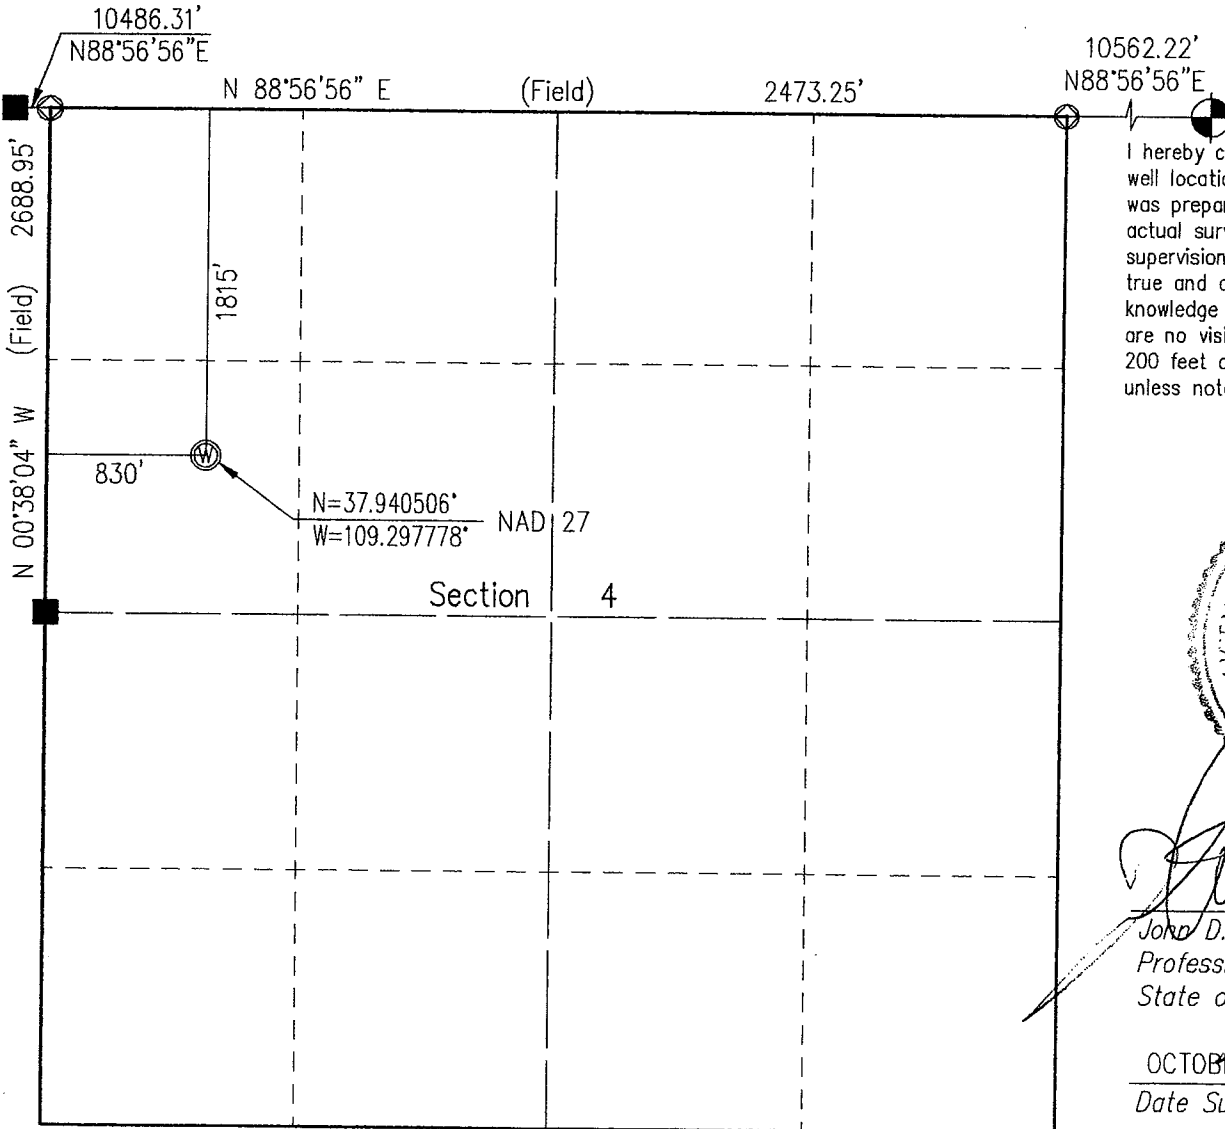 10486.31'
N88°56'56"E
N 88°56'56" E (Field) 2473.25'
10562.22'
N88°56'56"E
N 00°38'04" W (Field) 2688.95'
1815'
830'
W
N=37.940506°
W=109.297778°
NAD 27
Section 4
I hereby c
well locatio
was prepar
actual surv
supervision
true and c
knowledge
are no visi
200 feet o
unless note
John D.
Profess
State o
Date Su